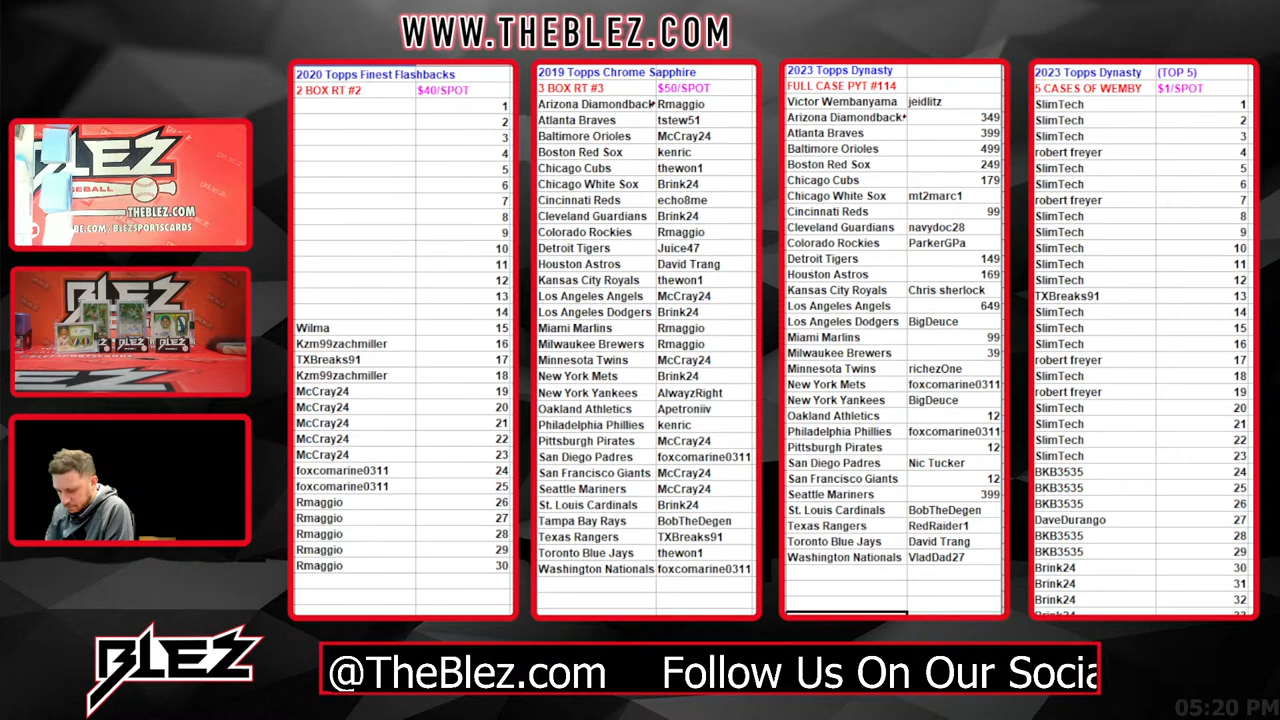 WWW.THEBLEZ.COM
BLEZ
BASEBALL
THEBLEZ.COM
BE.COM/BLEZSPORTSCARDS
2020 Topps Finest Flashbacks
2 BOX RT #2 $40/SPOT
1
2
3
4
5
6
7
8
9
10
11
12
13
14
Wilma 15
Kzm99zachmiller 16
TXBreaks91 17
Kzm99zachmiller 18
McCray24 19
McCray24 20
McCray24 21
McCray24 22
McCray24 23
foxcomarine0311 24
foxcomarine0311 25
Rmaggio 26
Rmaggio 27
Rmaggio 28
Rmaggio 29
Rmaggio 30
2019 Topps Chrome Sapphire
3 BOX RT #3 $50/SPOT
Arizona Diamondback Rmaggio
Atlanta Braves tstew51
Baltimore Orioles McCray24
Boston Red Sox kenric
Chicago Cubs thewon1
Chicago White Sox Brink24
Cincinnati Reds echo8me
Cleveland Guardians Brink24
Colorado Rockies Rmaggio
Detroit Tigers Juice47
Houston Astros David Trang
Kansas City Royals thewon1
Los Angeles Angels McCray24
Los Angeles Dodgers Brink24
Miami Marlins Rmaggio
Milwaukee Brewers Rmaggio
Minnesota Twins McCray24
New York Mets Brink24
New York Yankees AlwayzRight
Oakland Athletics Apetroniiv
Philadelphia Phillies kenric
Pittsburgh Pirates McCray24
San Diego Padres foxcomarine0311
San Francisco Giants McCray24
Seattle Mariners McCray24
St. Louis Cardinals Brink24
Tampa Bay Rays BobTheDegen
Texas Rangers TXBreaks91
Toronto Blue Jays thewon1
Washington Nationals foxcomarine0311
2023 Topps Dynasty
FULL CASE PYT #114
Victor Wembanyama jeidlitz
Arizona Diamondback 349
Atlanta Braves 399
Baltimore Orioles 499
Boston Red Sox 249
Chicago Cubs 179
Chicago White Sox mt2marc1
Cincinnati Reds 99
Cleveland Guardians navydoc28
Colorado Rockies ParkerGPa
Detroit Tigers 149
Houston Astros 169
Kansas City Royals Chris sherlock
Los Angeles Angels 649
Los Angeles Dodgers BigDeuce
Miami Marlins 99
Milwaukee Brewers 39
Minnesota Twins richezOne
New York Mets foxcomarine0311
New York Yankees BigDeuce
Oakland Athletics 12
Philadelphia Phillies foxcomarine0311
Pittsburgh Pirates 12
San Diego Padres Nic Tucker
San Francisco Giants 12
Seattle Mariners 399
St. Louis Cardinals BobTheDegen
Texas Rangers RedRaider1
Toronto Blue Jays David Trang
Washington Nationals VladDad27
2023 Topps Dynasty (TOP 5)
5 CASES OF WEMBY $1/SPOT
SlimTech 1
SlimTech 2
SlimTech 3
robert freyer 4
SlimTech 5
SlimTech 6
robert freyer 7
SlimTech 8
SlimTech 9
SlimTech 10
SlimTech 11
SlimTech 12
TXBreaks91 13
SlimTech 14
SlimTech 15
SlimTech 16
robert freyer 17
SlimTech 18
robert freyer 19
SlimTech 20
SlimTech 21
SlimTech 22
SlimTech 23
BKB3535 24
BKB3535 25
BKB3535 26
DaveDurango 27
BKB3535 28
BKB3535 29
Brink24 30
Brink24 31
Brink24 32
Brink24 33
BLEZ
@TheBlez.com Follow Us On Our Socia
05:20 PM